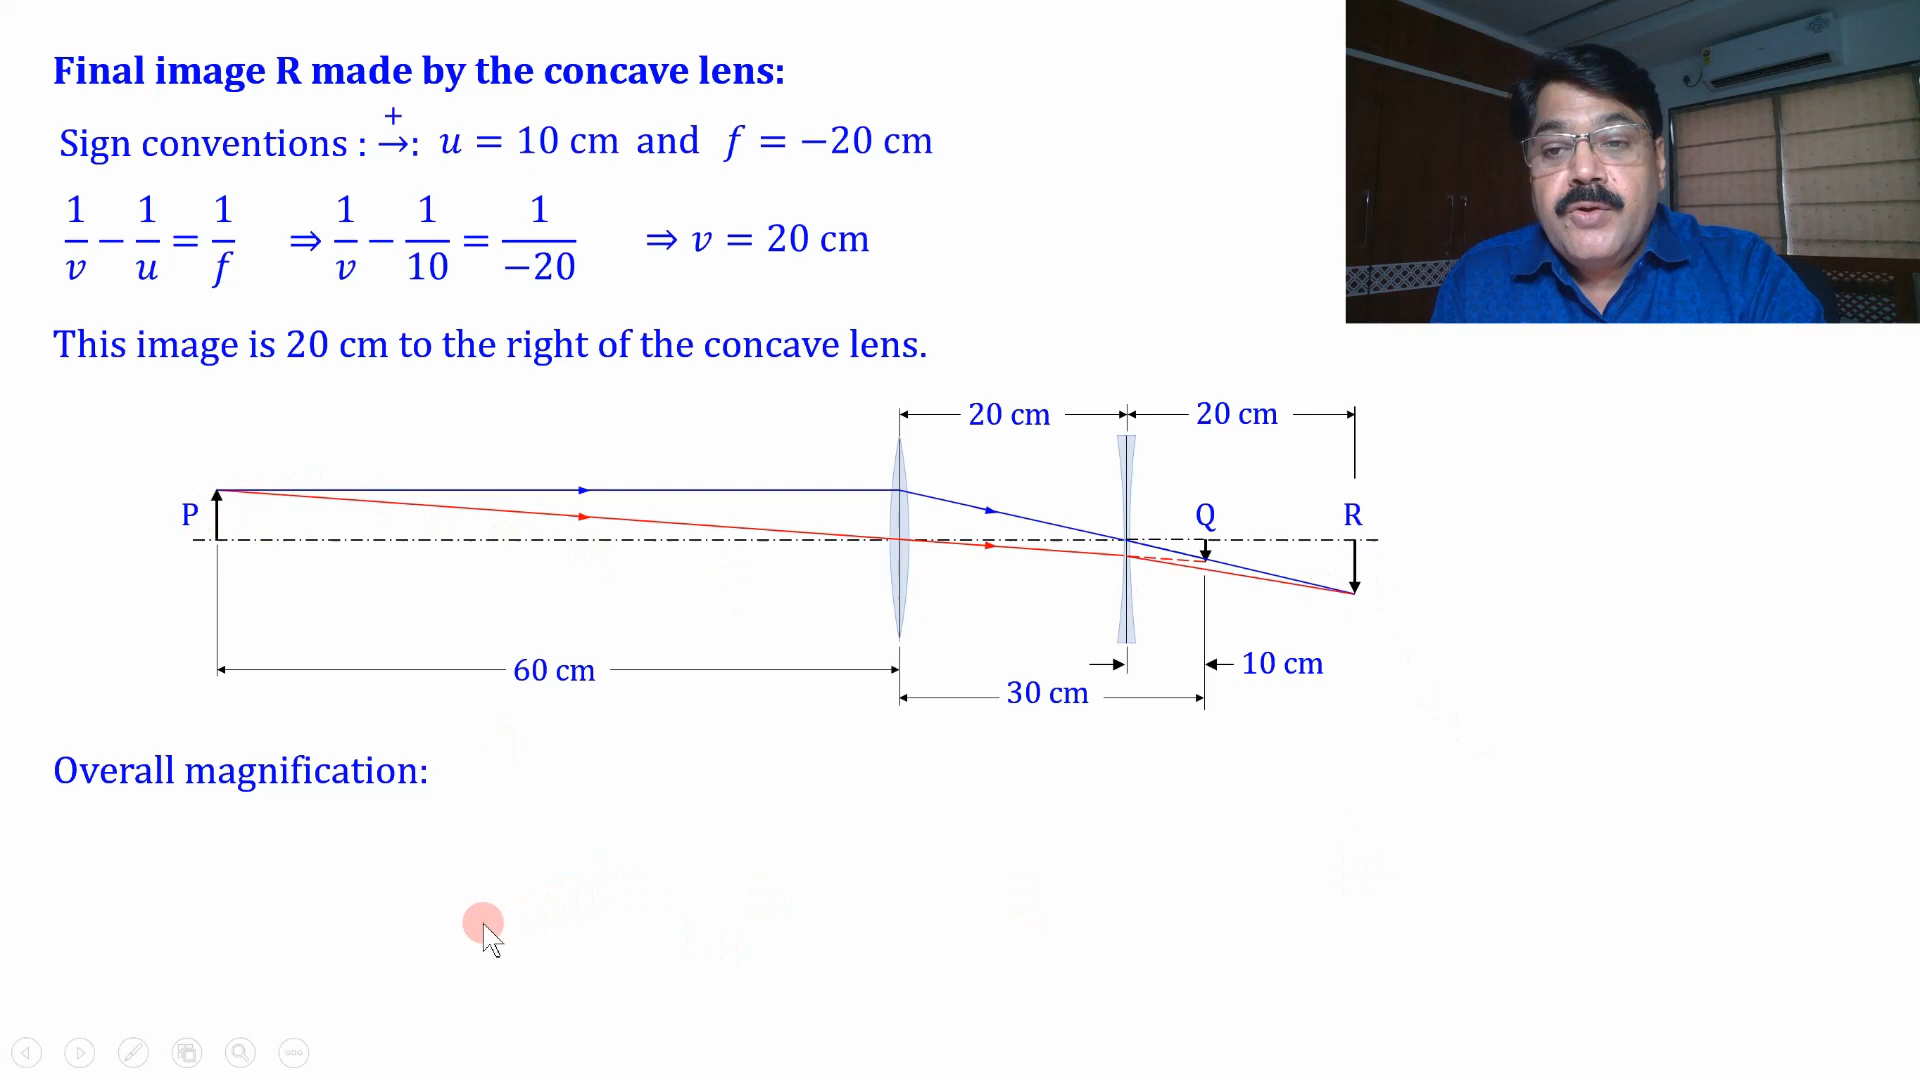 Final image R made by the concave lens:
Sign conventions : →⁺: u = 10 cm and f = −20 cm
1/v − 1/u = 1/f ⇒ 1/v − 1/10 = 1/−20 ⇒ v = 20 cm
This image is 20 cm to the right of the concave lens.
20 cm 20 cm
P Q R
60 cm 10 cm
30 cm
Overall magnification: